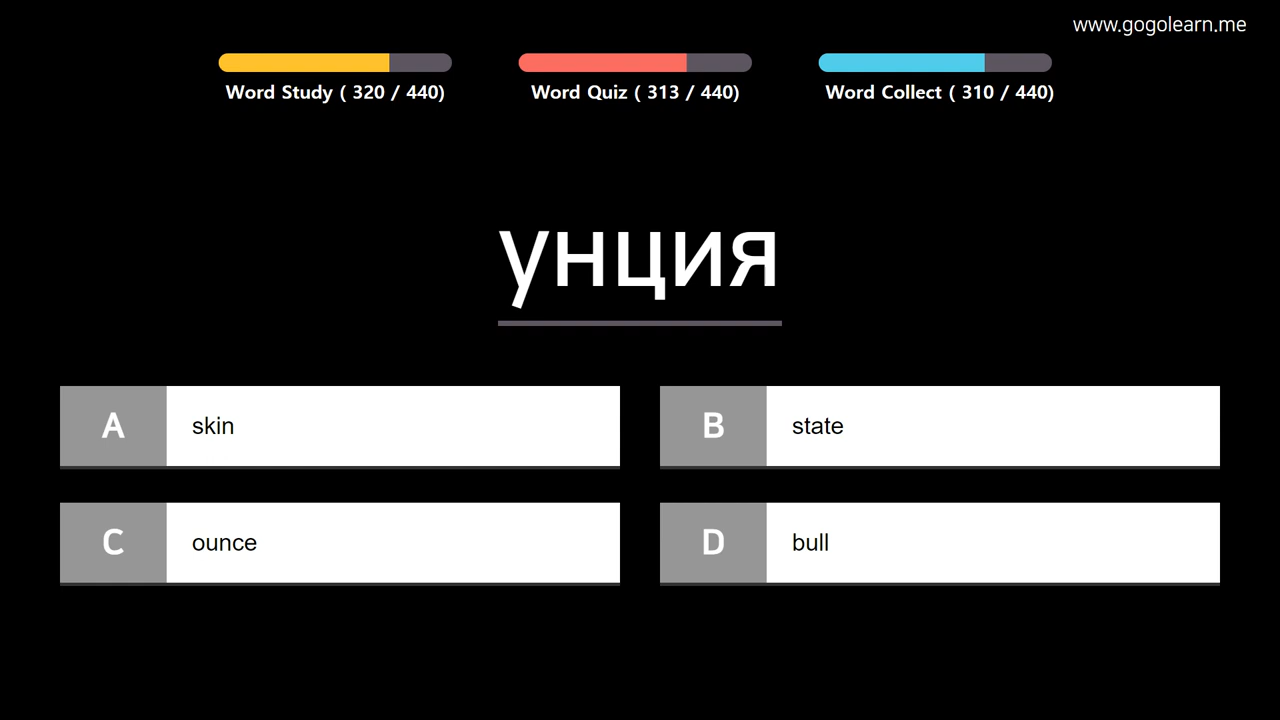 www.gogolearn.me
Word Study ( 320 / 440)
Word Quiz ( 313 / 440)
Word Collect ( 310 / 440)
унция
A skin
B state
C ounce
D bull